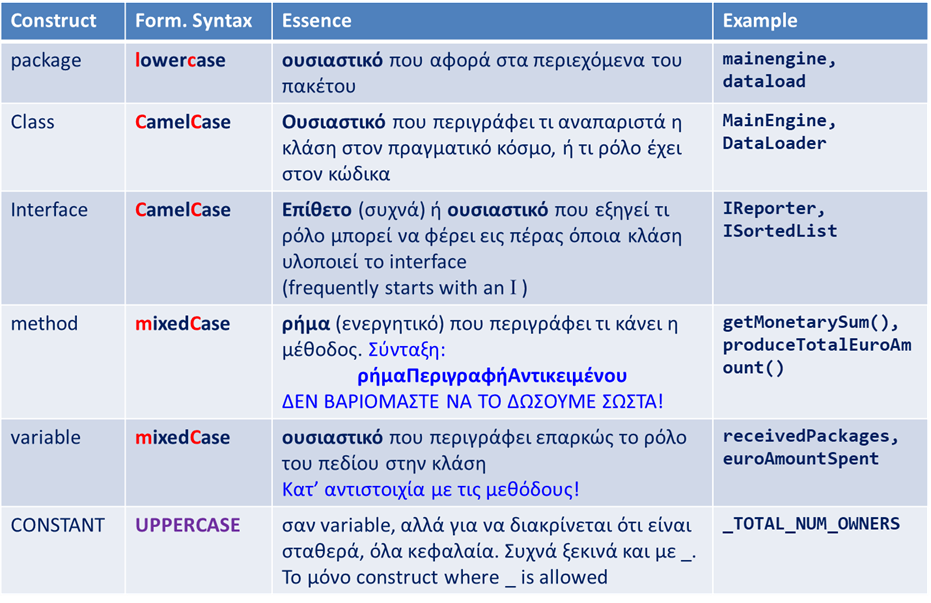 Construct Form. Syntax Essence Example
package lowercase ουσιαστικό που αφορά στα περιεχόμενα του mainengine,
πακέτου dataload
Class CamelCase Ουσιαστικό που περιγράφει τι αναπαριστά η MainEngine,
κλάση στον πραγματικό κόσμο, ή τι ρόλο έχει DataLoader
στον κώδικα
Interface CamelCase Επίθετο (συχνά) ή ουσιαστικό που εξηγεί τι IReporter,
ρόλο μπορεί να φέρει εις πέρας όποια κλάση ISortedList
υλοποιεί το interface
(frequently starts with an I )
method mixedCase ρήμα (ενεργητικό) που περιγράφει τι κάνει η getMonetarySum(),
μέθοδος. Σύνταξη: produceTotalEuroAm
ρήμαΠεριγραφήΑντικειμένου ount()
ΔΕΝ ΒΑΡΙΟΜΑΣΤΕ ΝΑ ΤΟ ΔΩΣΟΥΜΕ ΣΩΣΤΑ!
variable mixedCase ουσιαστικό που περιγράφει επαρκώς το ρόλο receivedPackages,
του πεδίου στην κλάση euroAmountSpent
Κατ’ αντιστοιχία με τις μεθόδους!
CONSTANT UPPERCASE σαν variable, αλλά για να διακρίνεται ότι είναι _TOTAL_NUM_OWNERS
σταθερά, όλα κεφαλαία. Συχνά ξεκινά και με _.
Το μόνο construct where _ is allowed